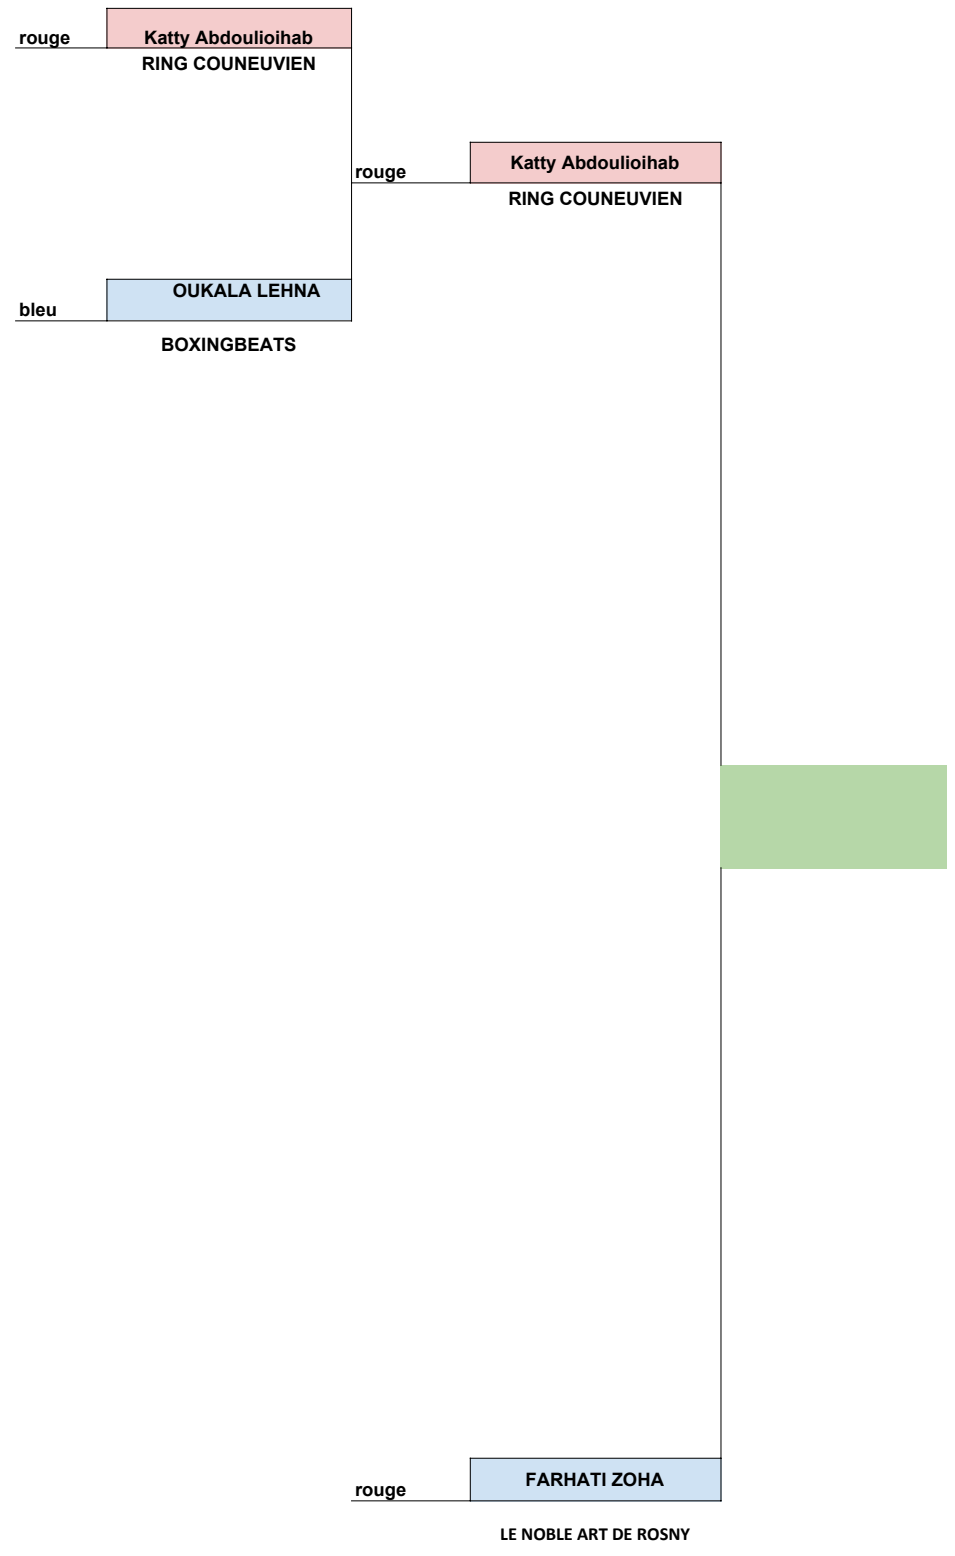 rouge
Katty Abdoulioihab
RING COUNEUVIEN
rouge
Katty Abdoulioihab
RING COUNEUVIEN
bleu
OUKALA LEHNA
BOXINGBEATS
rouge
FARHATI ZOHA
LE NOBLE ART DE ROSNY